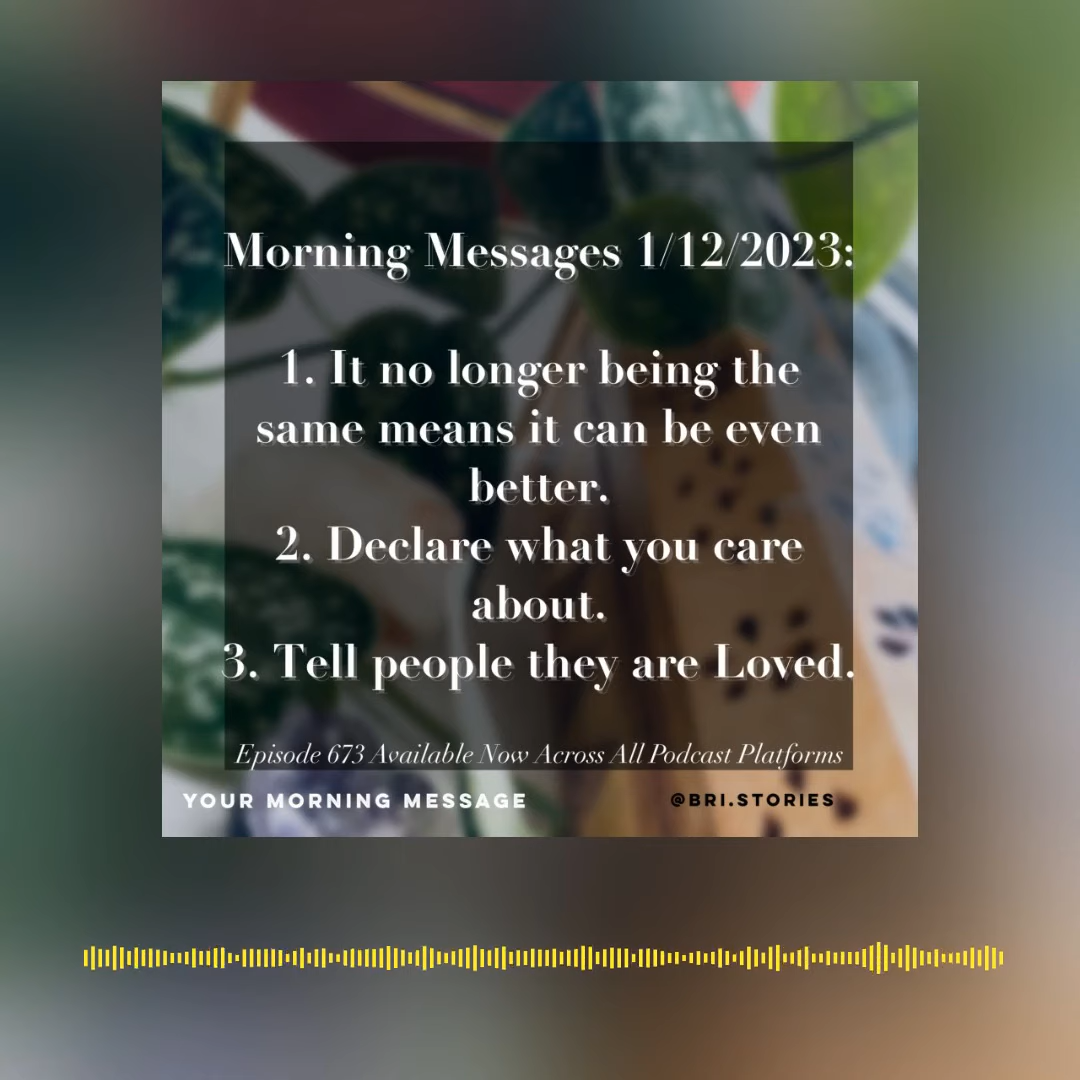 Morning Messages 1/12/2023:
1. It no longer being the
same means it can be even
better.
2. Declare what you care
about.
3. Tell people they are Loved.
Episode 673 Available Now Across All Podcast Platforms
YOUR MORNING MESSAGE
@BRI.STORIES